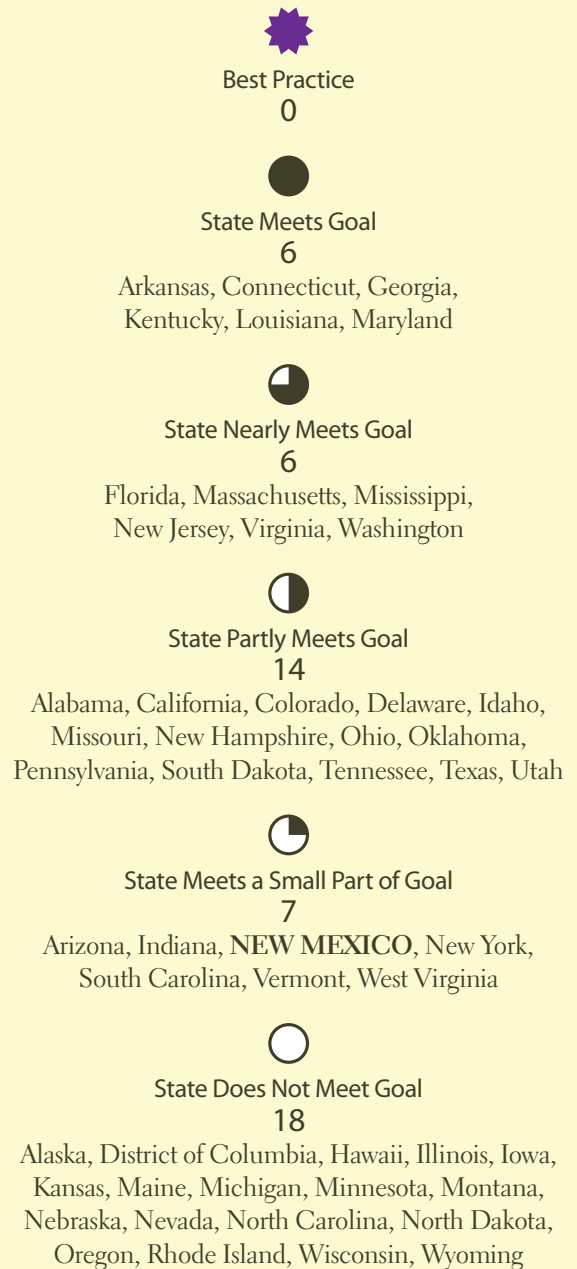 Best Practice
0
State Meets Goal
6
Arkansas, Connecticut, Georgia,
Kentucky, Louisiana, Maryland
State Nearly Meets Goal
6
Florida, Massachusetts, Mississippi,
New Jersey, Virginia, Washington
State Partly Meets Goal
14
Alabama, California, Colorado, Delaware, Idaho,
Missouri, New Hampshire, Ohio, Oklahoma,
Pennsylvania, South Dakota, Tennessee, Texas, Utah
State Meets a Small Part of Goal
7
Arizona, Indiana, NEW MEXICO, New York,
South Carolina, Vermont, West Virginia
State Does Not Meet Goal
18
Alaska, District of Columbia, Hawaii, Illinois, Iowa,
Kansas, Maine, Michigan, Minnesota, Montana,
Nebraska, Nevada, North Carolina, North Dakota,
Oregon, Rhode Island, Wisconsin, Wyoming